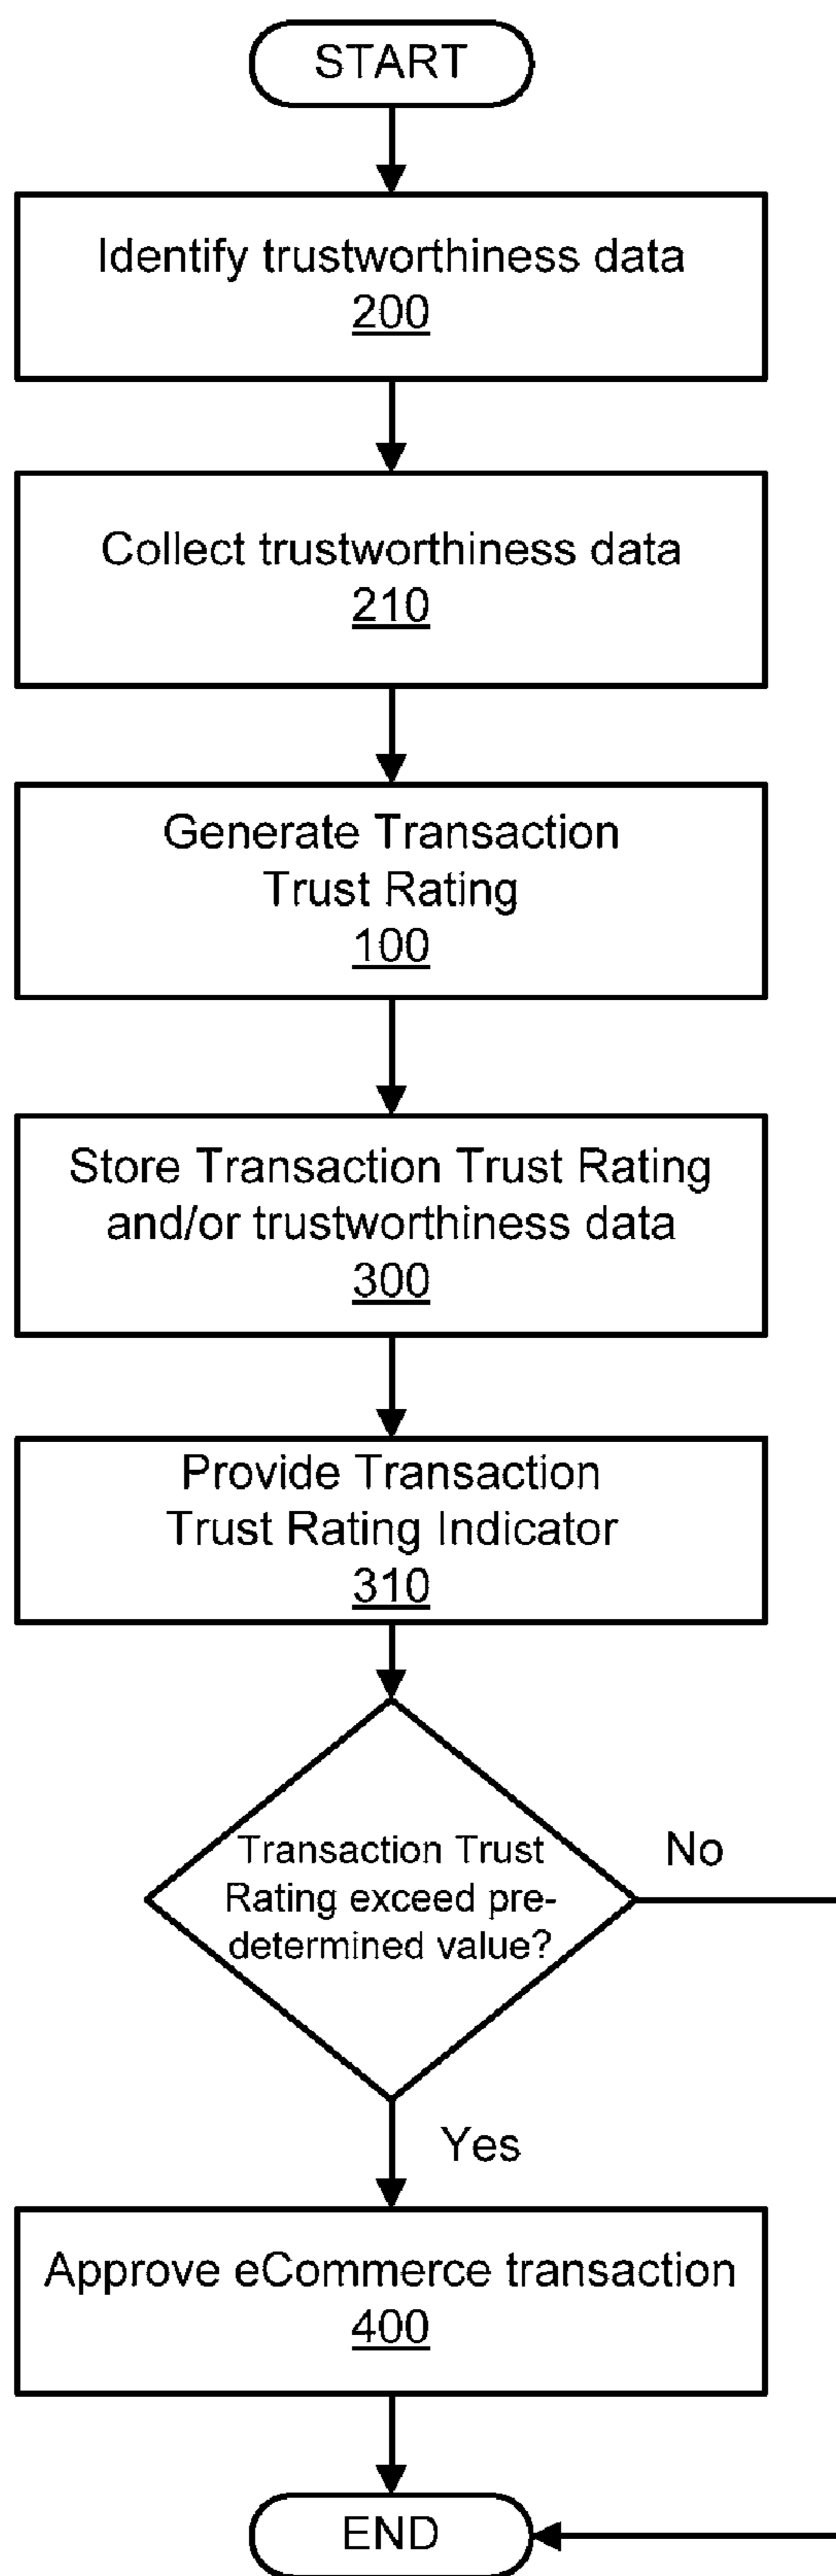 START
Identify trustworthiness data
200
Collect trustworthiness data
210
Generate Transaction
Trust Rating
100
Store Transaction Trust Rating
and/or trustworthiness data
300
Provide Transaction
Trust Rating Indicator
310
Transaction Trust
Rating exceed pre-
determined value?
No
Yes
Approve eCommerce transaction
400
END